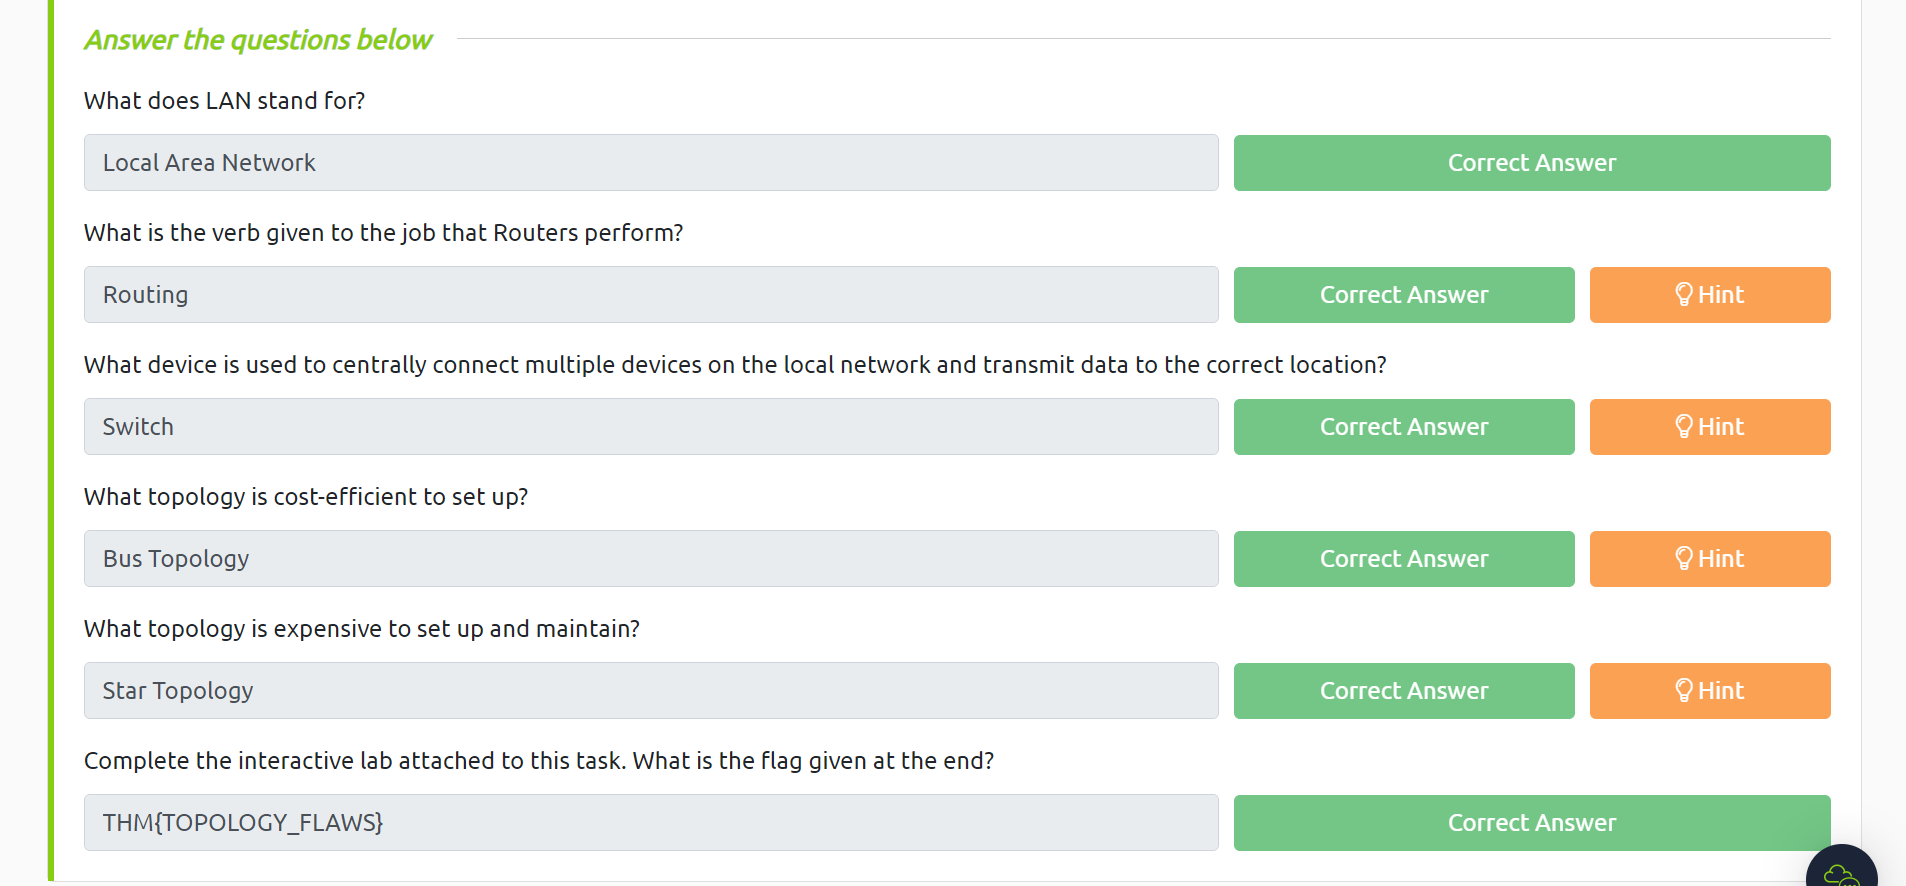 Answer the questions below
What does LAN stand for?
Local Area Network
Correct Answer
What is the verb given to the job that Routers perform?
Routing
Correct Answer
Hint
What device is used to centrally connect multiple devices on the local network and transmit data to the correct location?
Switch
Correct Answer
Hint
What topology is cost-efficient to set up?
Bus Topology
Correct Answer
Hint
What topology is expensive to set up and maintain?
Star Topology
Correct Answer
Hint
Complete the interactive lab attached to this task. What is the flag given at the end?
THM{TOPOLOGY_FLAWS}
Correct Answer